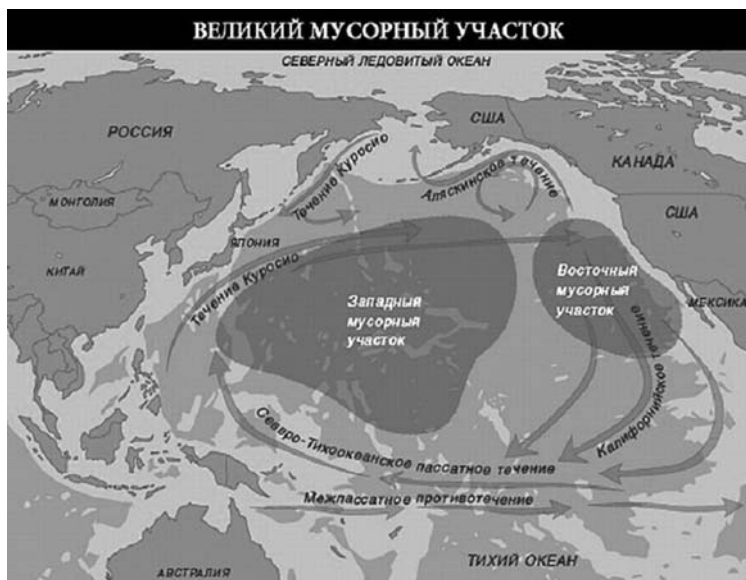 ВЕЛИКИЙ МУСОРНЫЙ УЧАСТОК
СЕВЕРНЫЙ ЛЕДОВИТЫЙ ОКЕАН
США
РОССИЯ
КАНАДА
Течение Куросио
Аляскинское течение
МОНГОЛИЯ
США
ЯПОНИЯ
КИТАЙ
Течение Куросио
Восточный
мусорный
участок
Западный
мусорный
участок
МЕКСИКА
Калифорнийское течение
Северо-Тихоокеанское пассатное течение
Межпассатное противотечение
АВСТРАЛИЯ
ТИХИЙ ОКЕАН